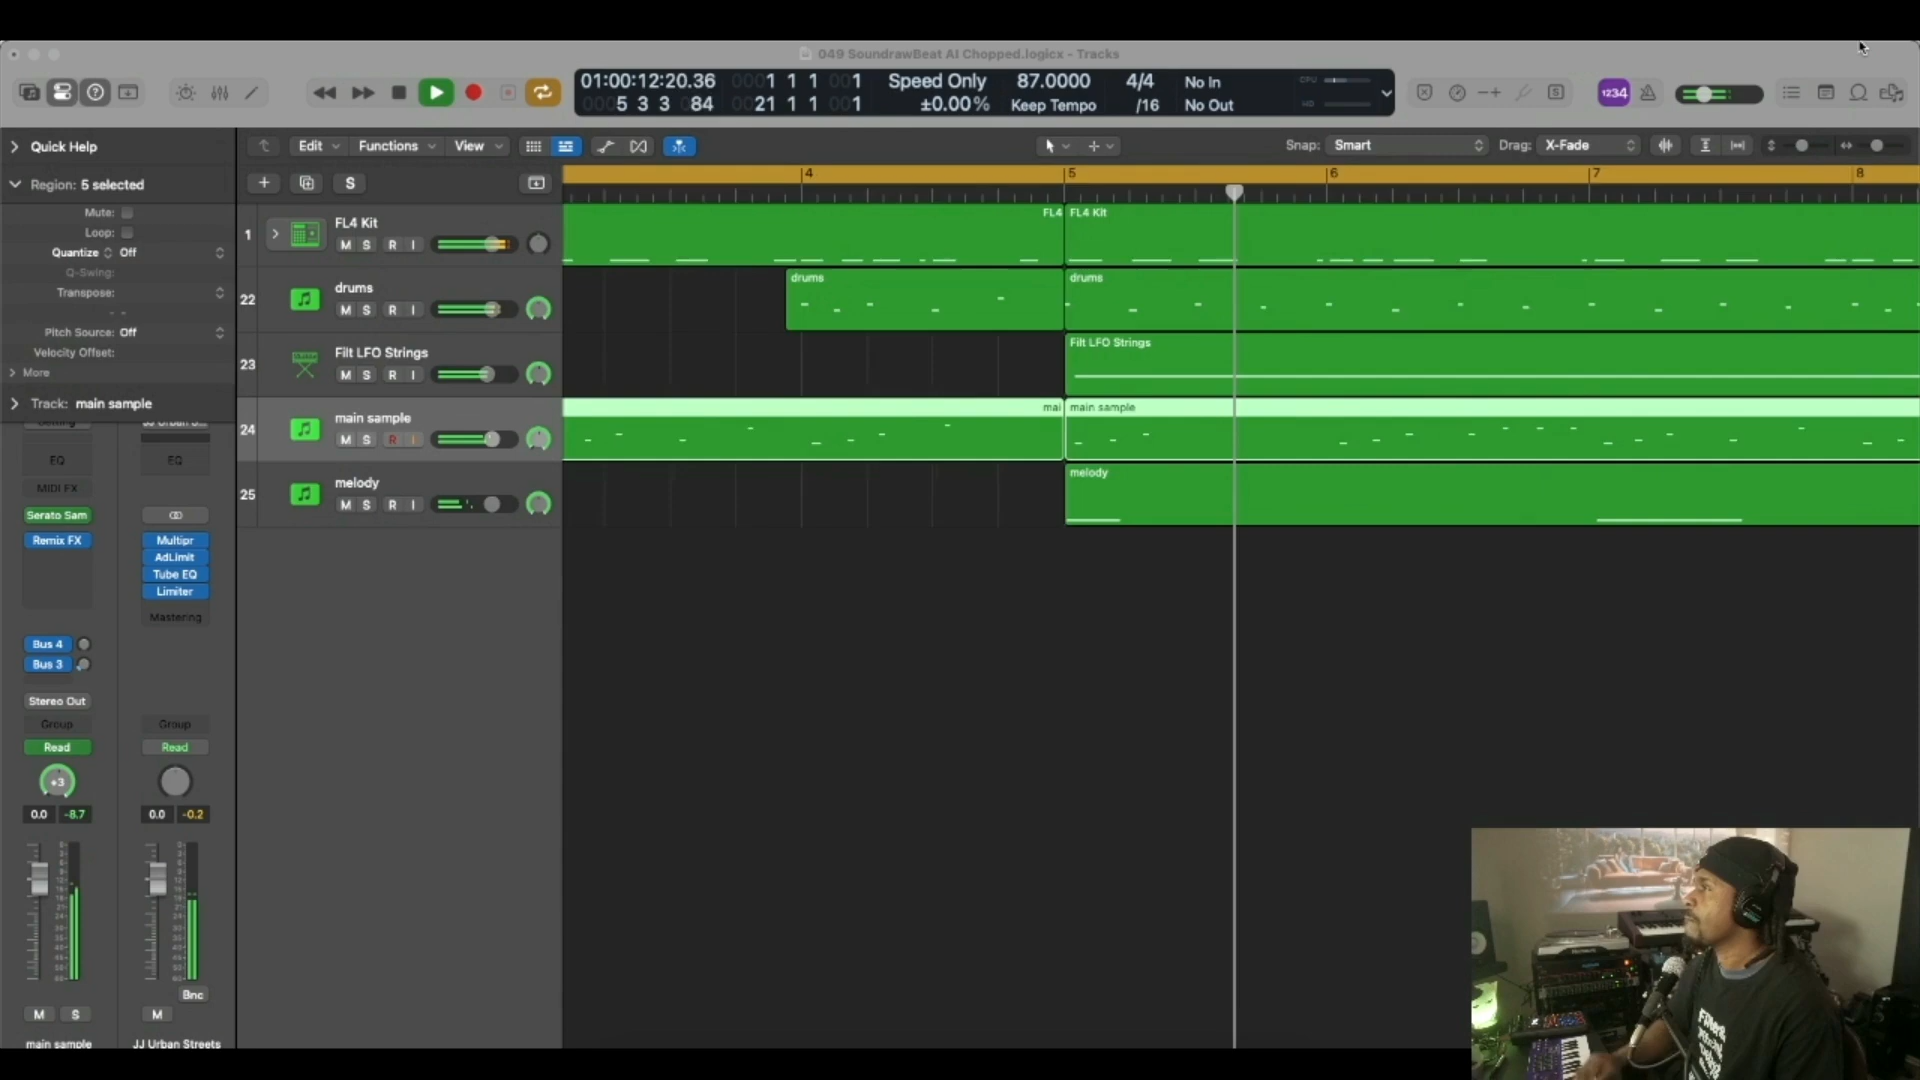 049 SoundrawBeat AI Chopped.logicx - Tracks
01:00:12:20.36 0001 1 1 001 Speed Only 87.0000 4/4 No In CPU
0005 3 3 084 0021 1 1 001 ±0.00% Keep Tempo /16 No Out HD
1234
Quick Help Edit Functions View Snap: Smart Drag: X-Fade
Region: 5 selected S 4 5 6 7 8
Mute:
Loop:
Quantize Off
Q-Swing:
Transpose:
Pitch Source: Off
Velocity Offset:
More
Track: main sample
1 FL4 Kit FL4 FL4 Kit
M S R I
22 drums drums drums
M S R I
23 Filt LFO Strings Filt LFO Strings
M S R I
24 main sample mai main sample
M S R I
25 melody melody
M S R I
EQ EQ
MIDI FX
Serato Sam
Remix FX Multipr
AdLimit
Tube EQ
Limiter
Mastering
Bus 4
Bus 3
Stereo Out
Group Group
Read Read
+3
0.0 -8.7 0.0 -0.2
Bnc
M S M
main sample JJ Urban Streets